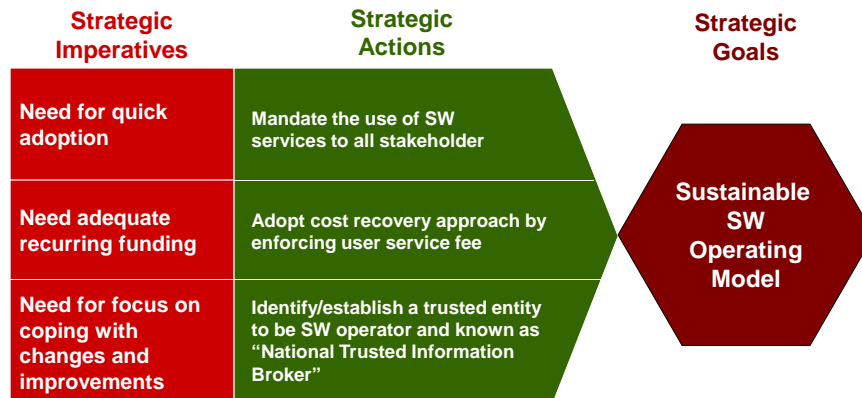 Strategic
Imperatives
Strategic
Actions
Strategic
Goals
Need for quick
adoption
Mandate the use of SW
services to all stakeholder
Need adequate
recurring funding
Adopt cost recovery approach by
enforcing user service fee
Need for focus on
coping with
changes and
improvements
Identify/establish a trusted entity
to be SW operator and known as
“National Trusted Information
Broker”
Sustainable
SW
Operating
Model